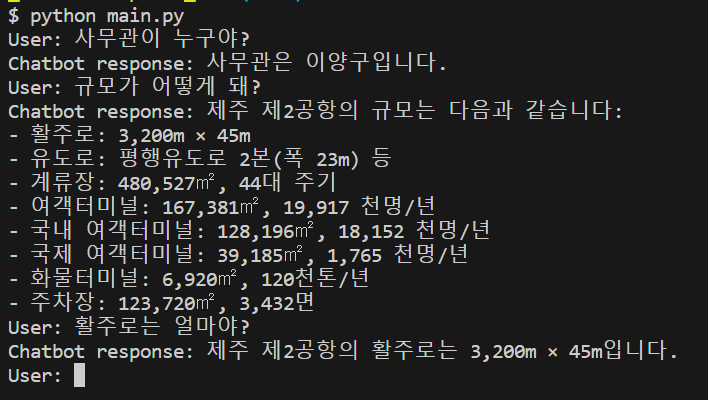 $ python main.py
User: 사무관이 누구야?
Chatbot response: 사무관은 이양구입니다.
User: 규모가 어떻게 돼?
Chatbot response: 제주 제2공항의 규모는 다음과 같습니다:
- 활주로: 3,200m × 45m
- 유도로: 평행유도로 2본(폭 23m) 등
- 계류장: 480,527㎡, 44대 주기
- 여객터미널: 167,381㎡, 19,917 천명/년
- 국내 여객터미널: 128,196㎡, 18,152 천명/년
- 국제 여객터미널: 39,185㎡, 1,765 천명/년
- 화물터미널: 6,920㎡, 120천톤/년
- 주차장: 123,720㎡, 3,432면
User: 활주로는 얼마야?
Chatbot response: 제주 제2공항의 활주로는 3,200m × 45m입니다.
User: